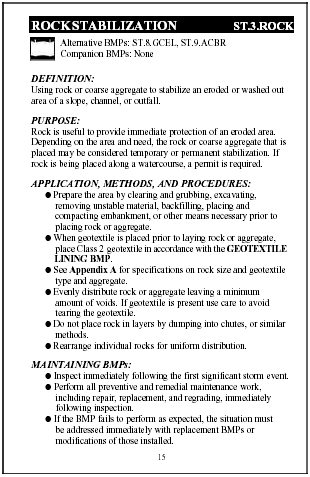 ROCK STABILIZATION ST.3.ROCK
Alternative BMPs: ST.8.GCEL, ST.9.ACBR
Companion BMPs: None
DEFINITION:
Using rock or coarse aggregate to stabilize an eroded or washed out
area of a slope, channel, or outfall.
PURPOSE:
Rock is useful to provide immediate protection of an eroded area.
Depending on the area and need, the rock or coarse aggregate that is
placed may be considered temporary or permanent stabilization. If
rock is being placed along a watercourse, a permit is required.
APPLICATION, METHODS, AND PROCEDURES:
● Prepare the area by clearing and grubbing, excavating,
removing unstable material, backfilling, placing and
compacting embankment, or other means necessary prior to
placing rock or aggregate.
● When geotextile is placed prior to laying rock or aggregate,
place Class 2 geotextile in accordance with the GEOTEXTILE
LINING BMP.
● See Appendix A for specifications on rock size and geotextile
type and aggregate.
● Evenly distribute rock or aggregate leaving a minimum
amount of voids. If geotextile is present use care to avoid
tearing the geotextile.
● Do not place rock in layers by dumping into chutes, or similar
methods.
● Rearrange individual rocks for uniform distribution.
MAINTAINING BMPs:
● Inspect immediately following the first significant storm event.
● Perform all preventive and remedial maintenance work,
including repair, replacement, and regrading, immediately
following inspection.
● If the BMP fails to perform as expected, the situation must
be addressed immediately with replacement BMPs or
modifications of those installed.
15